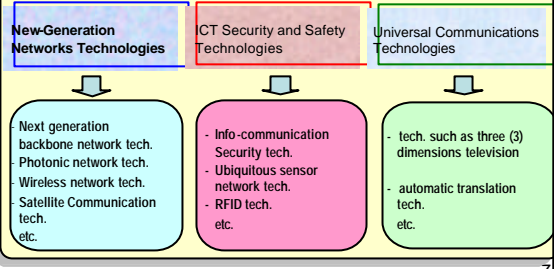 New-Generation
Networks Technologies
ICT Security and Safety
Technologies
Universal Communications
Technologies
- Next generation
backbone network tech.
- Photonic network tech.
- Wireless network tech.
- Satellite Communication
tech.
etc.
- Info-communication
Security tech.
- Ubiquitous sensor
network tech.
- RFID tech.
etc.
- tech. such as three (3)
dimensions television
- automatic translation
tech.
etc.